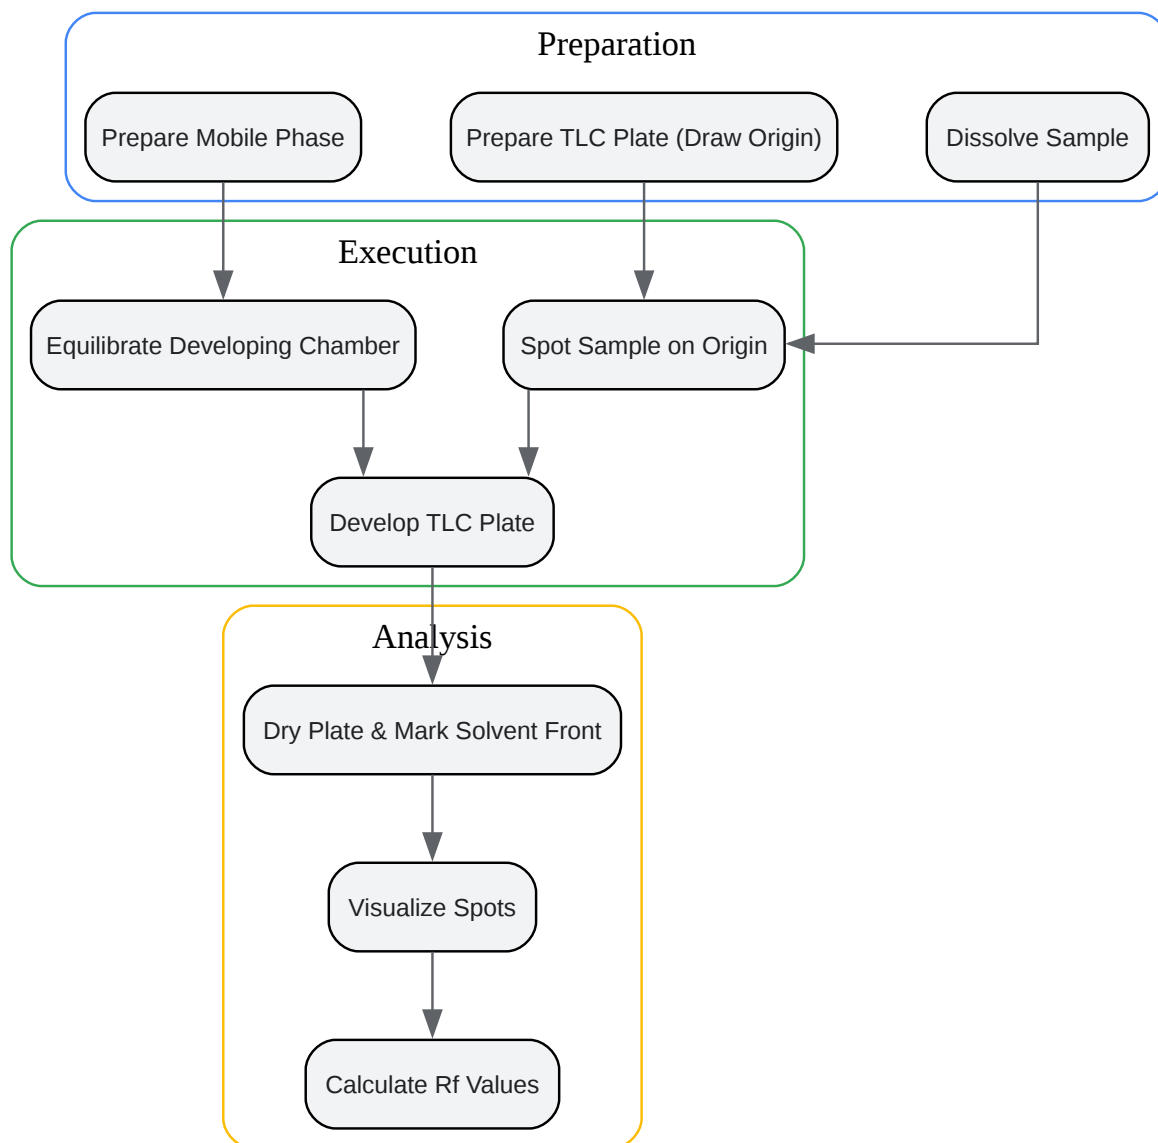 Preparation
Prepare Mobile Phase
Prepare TLC Plate (Draw Origin)
Dissolve Sample
Execution
Equilibrate Developing Chamber
Spot Sample on Origin
Develop TLC Plate
Analysis
Dry Plate & Mark Solvent Front
Visualize Spots
Calculate Rf Values